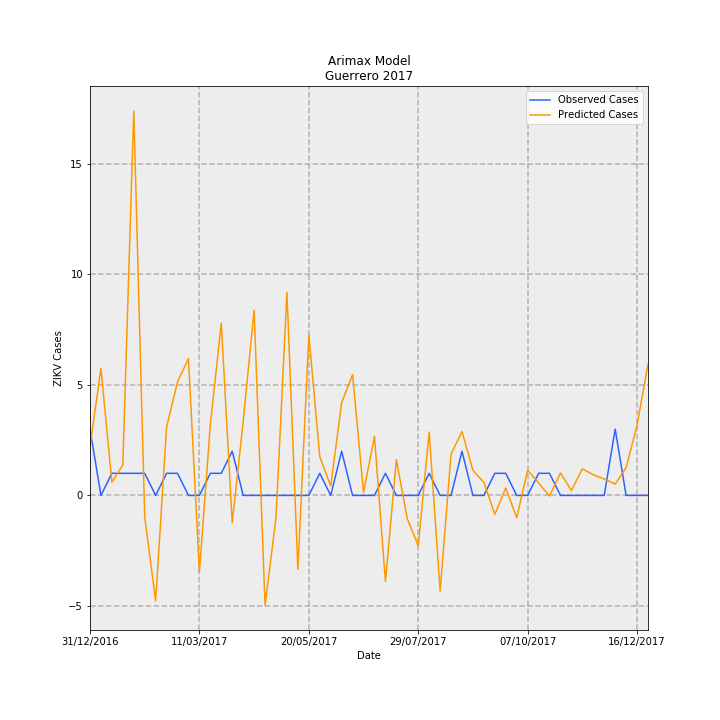 Arimax Model
Guerrero 2017
Observed Cases
Predicted Cases
ZIKV Cases
15
10
5
0
−5
31/12/2016
11/03/2017
20/05/2017
29/07/2017
07/10/2017
16/12/2017
Date